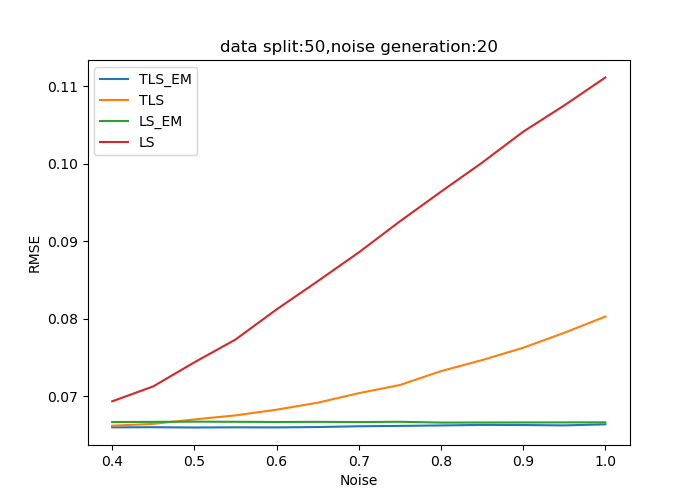 data split:50,noise generation:20
TLS_EM
TLS
LS_EM
LS
0.11
0.10
0.09
0.08
0.07
RMSE
0.4 0.5 0.6 0.7 0.8 0.9 1.0
Noise